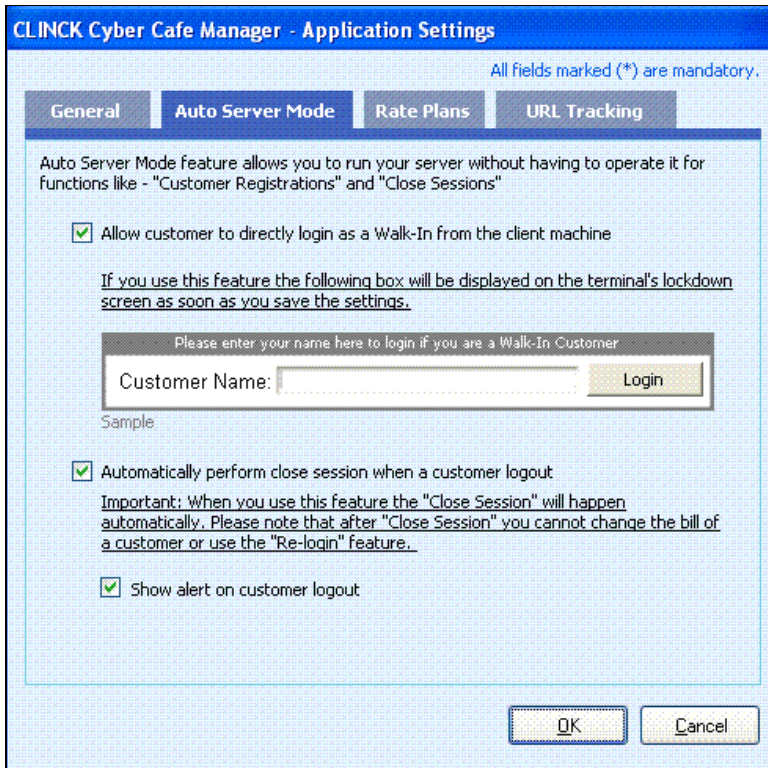 CLINCK Cyber Cafe Manager - Application Settings
All fields marked (*) are mandatory.
General Auto Server Mode Rate Plans URL Tracking
Auto Server Mode feature allows you to run your server without having to operate it for
functions like - "Customer Registrations" and "Close Sessions"
Allow customer to directly login as a Walk-In from the client machine
If you use this feature the following box will be displayed on the terminal's lockdown
screen as soon as you save the settings.
Please enter your name here to login if you are a Walk-In Customer
Customer Name: Login
Sample
Automatically perform close session when a customer logout
Important: When you use this feature the "Close Session" will happen
automatically. Please note that after "Close Session" you cannot change the bill of
a customer or use the "Re-login" feature.
Show alert on customer logout
OK Cancel